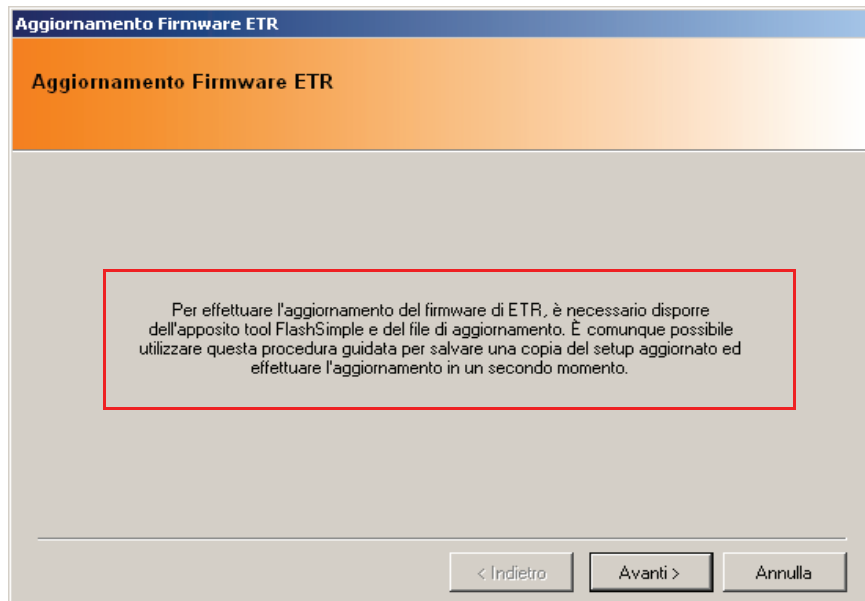 Aggiornamento Firmware ETR
Aggiornamento Firmware ETR
Per effettuare l'aggiornamento del firmware di ETR, è necessario disporre
dell'apposito tool FlashSimple e del file di aggiornamento. È comunque possibile
utilizzare questa procedura guidata per salvare una copia del setup aggiornato ed
effettuare l'aggiornamento in un secondo momento.
< Indietro Avanti > Annulla